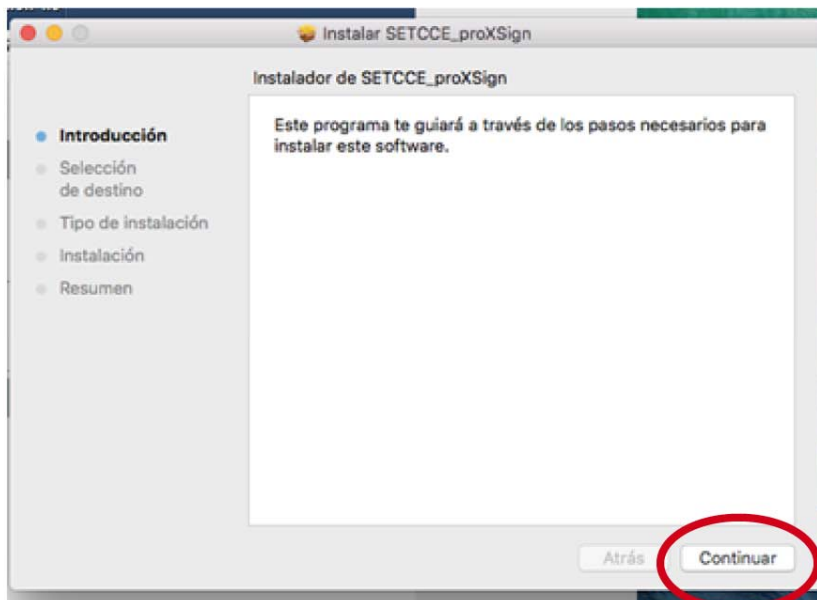 Instalar SETCCE_proXSign
Instalador de SETCCE_proXSign
Introducción
Selección
de destino
Tipo de instalación
Instalación
Resumen
Este programa te guiará a través de los pasos necesarios para
instalar este software.
Atrás
Continuar